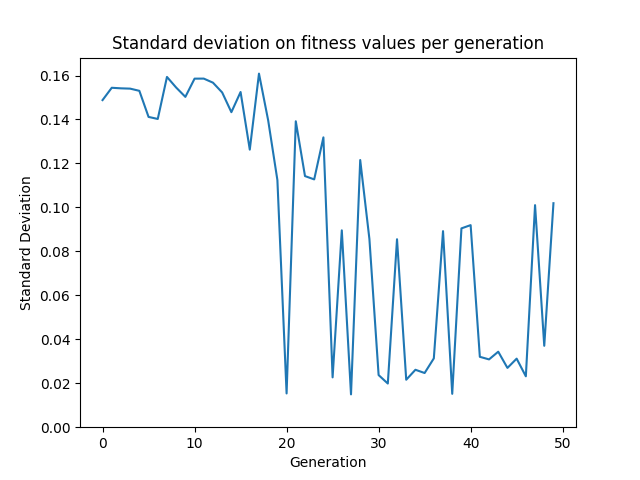 Standard deviation on fitness values per generation
0.16
0.14
0.12
0.10
0.08
0.06
0.04
0.02
0.00
Standard Deviation
0 10 20 30 40 50
Generation